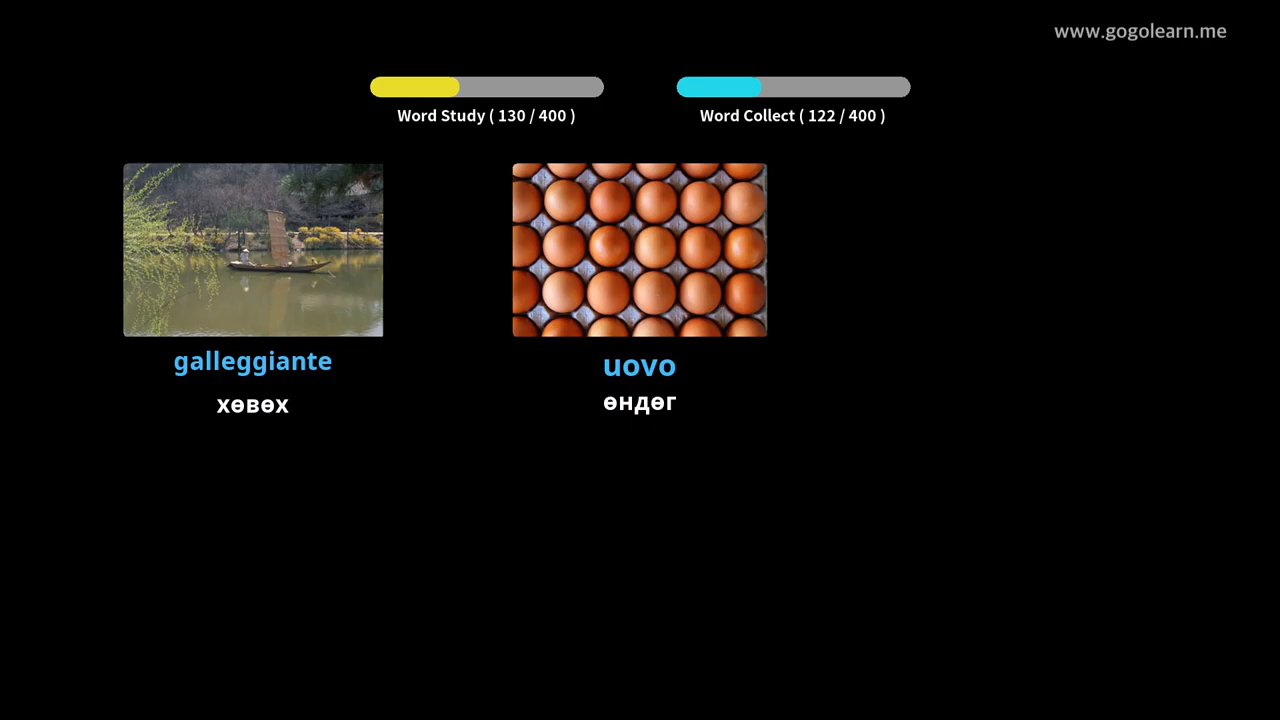 www.gogolearn.me
Word Study ( 130 / 400 )
Word Collect ( 122 / 400 )
galleggiante
хөвөх
uovo
өндөг